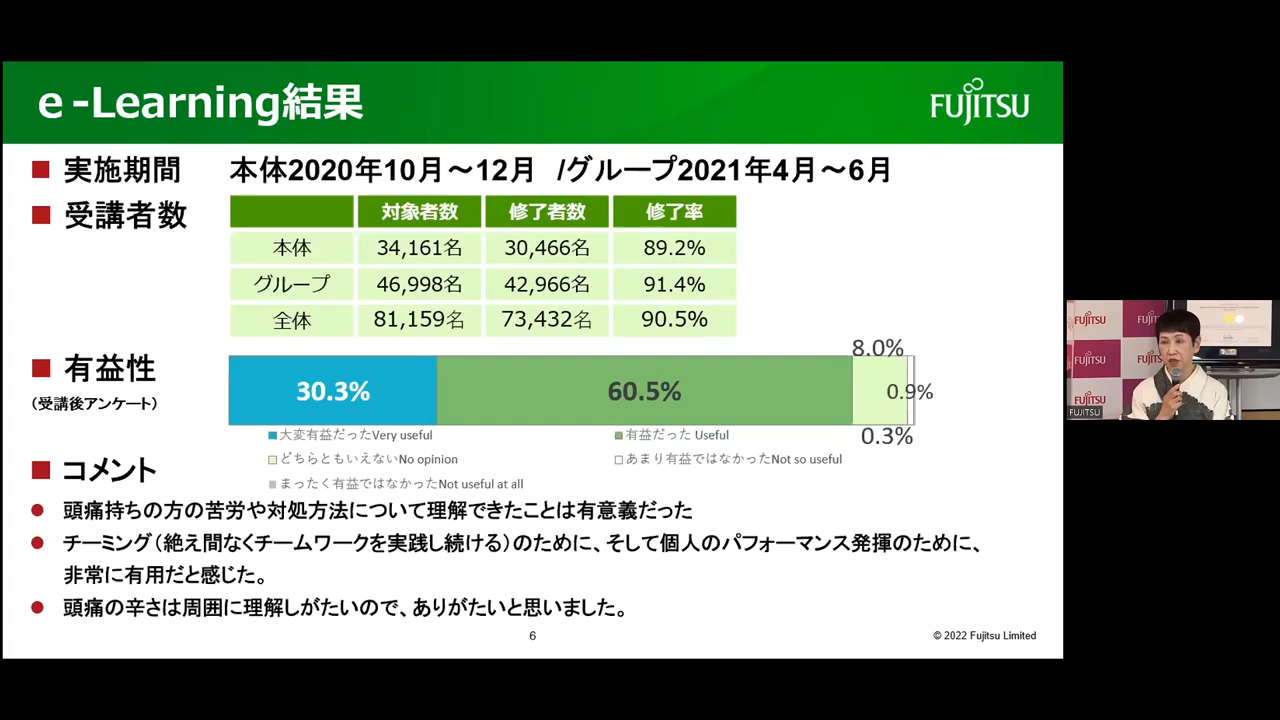 e-Learning結果
FUJITSU
実施期間 本体2020年10月～12月 /グループ2021年4月～6月
受講者数
対象者数 修了者数 修了率
本体 34,161名 30,466名 89.2%
グループ 46,998名 42,966名 91.4%
全体 81,159名 73,432名 90.5%
有益性
(受講後アンケート)
8.0%
30.3% 60.5% 0.9%
0.3%
大変有益だったVery useful 有益だった Useful
どちらともいえないNo opinion あまり有益ではなかったNot so useful
まったく有益ではなかったNot useful at all
コメント
頭痛持ちの方の苦労や対処方法について理解できたことは有意義だった
チーミング(絶え間なくチームワークを実践し続ける)のために、そして個人のパフォーマンス発揮のために、
非常に有用だと感じた。
頭痛の辛さは周囲に理解しがたいので、ありがたいと思いました。
6
© 2022 Fujitsu Limited
FUJITSU
FUJITSU
FUJITSU
FUJITSU